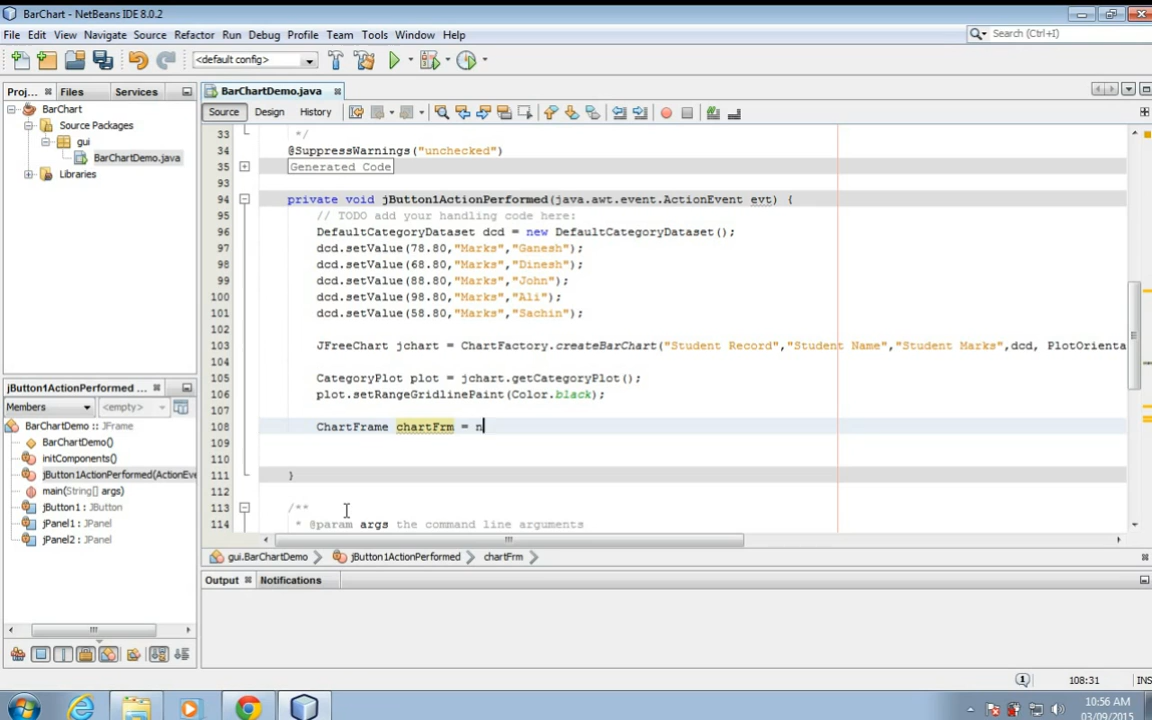 BarChart - NetBeans IDE 8.0.2
File Edit View Navigate Source Refactor Run Debug Profile Team Tools Window Help
Search (Ctrl+I)
<default config>
Proj... Files Services
BarChartDemo.java
BarChart
Source Packages
gui
BarChartDemo.java
Libraries
Source Design History
33 */
34 @SuppressWarnings("unchecked")
35 Generated Code
93
94 private void jButton1ActionPerformed(java.awt.event.ActionEvent evt) {
95 // TODO add your handling code here:
96 DefaultCategoryDataset dcd = new DefaultCategoryDataset();
97 dcd.setValue(78.80,"Marks","Ganesh");
98 dcd.setValue(68.80,"Marks","Dinesh");
99 dcd.setValue(88.80,"Marks","John");
100 dcd.setValue(98.80,"Marks","Ali");
101 dcd.setValue(58.80,"Marks","Sachin");
102
103 JFreeChart jchart = ChartFactory.createBarChart("Student Record","Student Name","Student Marks",dcd, PlotOrienta
104
105 CategoryPlot plot = jchart.getCategoryPlot();
106 plot.setRangeGridlinePaint(Color.black);
107
108 ChartFrame chartFrm = n
109
110
111 }
112
113 /**
114 * @param args the command line arguments
jButton1ActionPerformed ...
Members <empty>
BarChartDemo :: JFrame
BarChartDemo()
initComponents()
jButton1ActionPerformed(ActionEve
main(String[] args)
jButton1 : JButton
jPanel1 : JPanel
jPanel2 : JPanel
gui.BarChartDemo jButton1ActionPerformed chartFrm
Output Notifications
108:31 INS
10:56 AM
03/09/2015